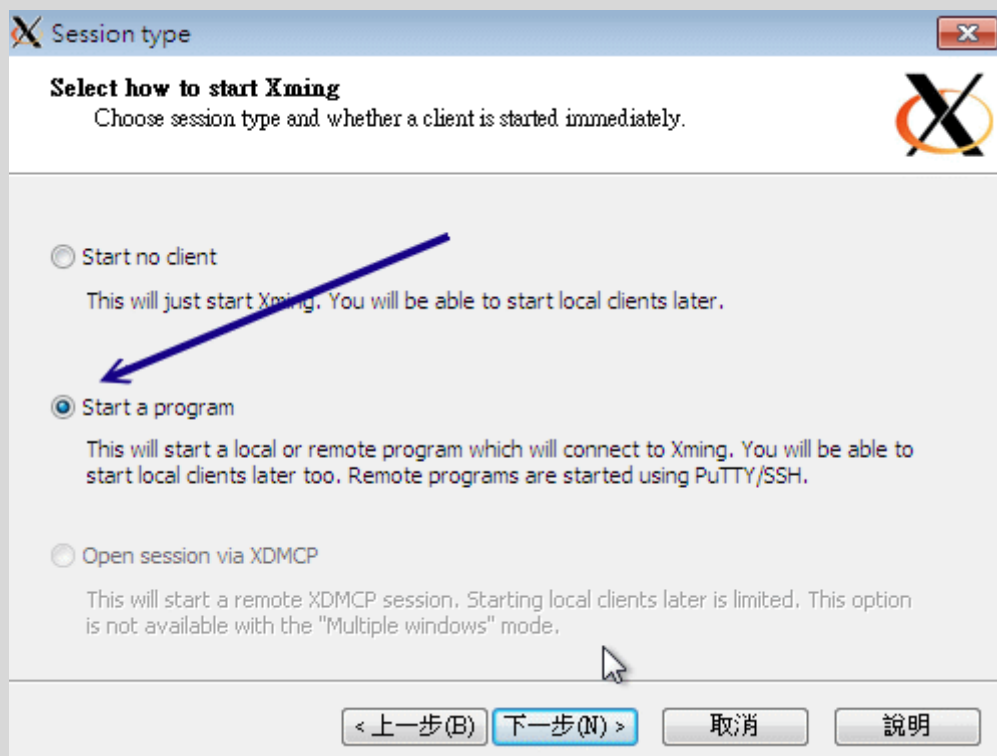 Session type
Select how to start Xming
Choose session type and whether a client is started immediately.
Start no client
This will just start Xming. You will be able to start local clients later.
Start a program
This will start a local or remote program which will connect to Xming. You will be able to
start local clients later too. Remote programs are started using PuTTY/SSH.
Open session via XDMCP
This will start a remote XDMCP session. Starting local clients later is limited. This option
is not available with the "Multiple windows" mode.
< 上一步(B) 下一步(N) > 取消 說明